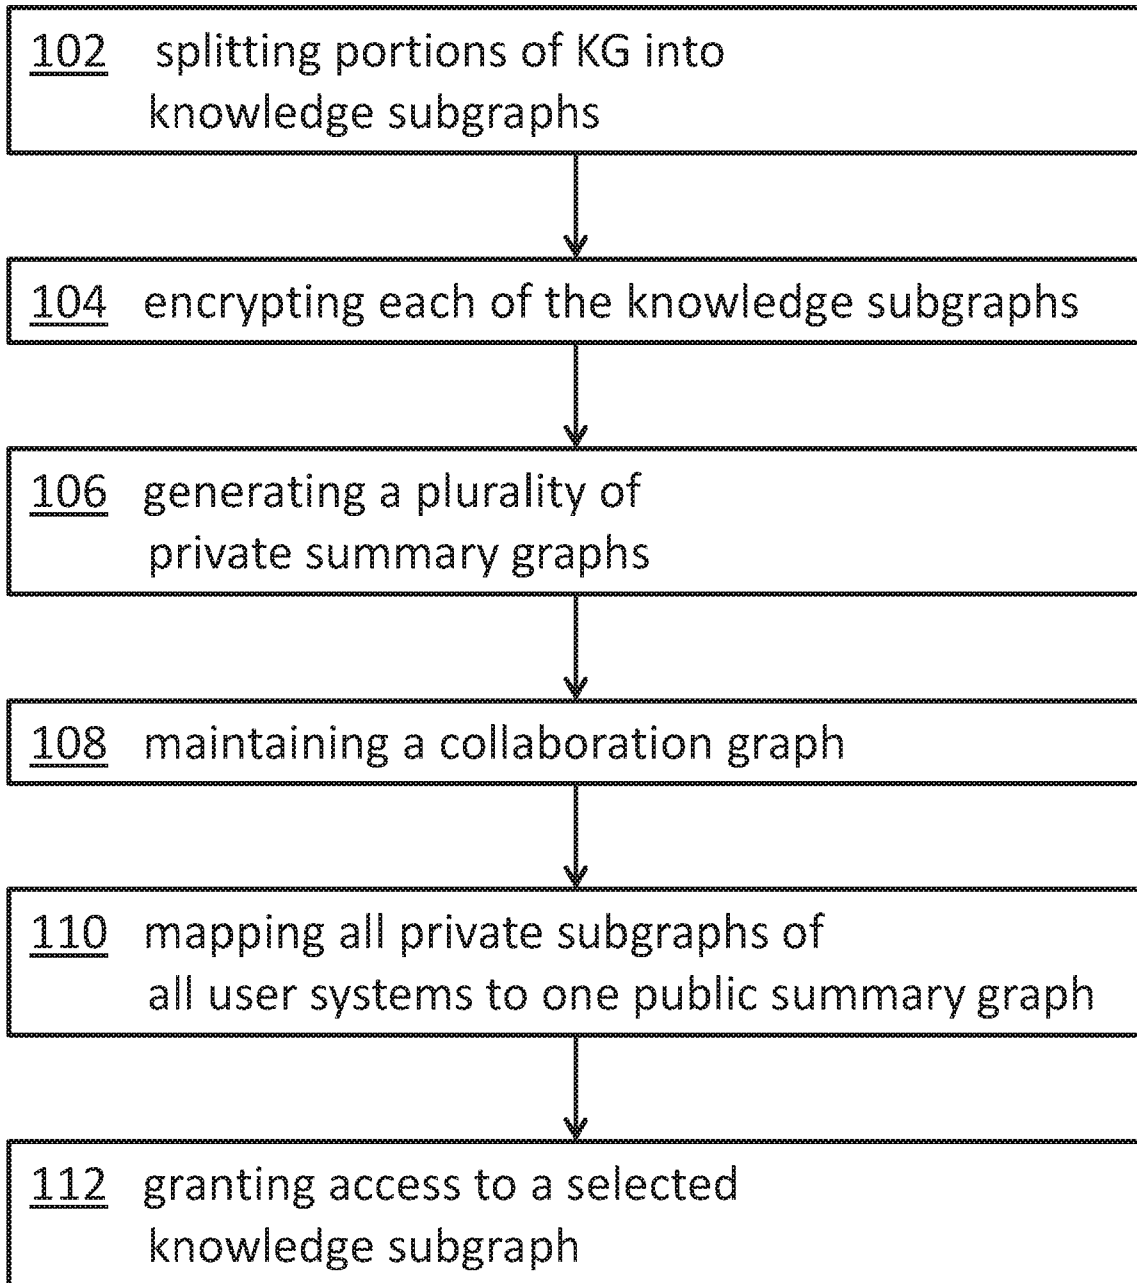 102 splitting portions of KG into
knowledge subgraphs
104 encrypting each of the knowledge subgraphs
106 generating a plurality of
private summary graphs
108 maintaining a collaboration graph
110 mapping all private subgraphs of
all user systems to one public summary graph
112 granting access to a selected
knowledge subgraph